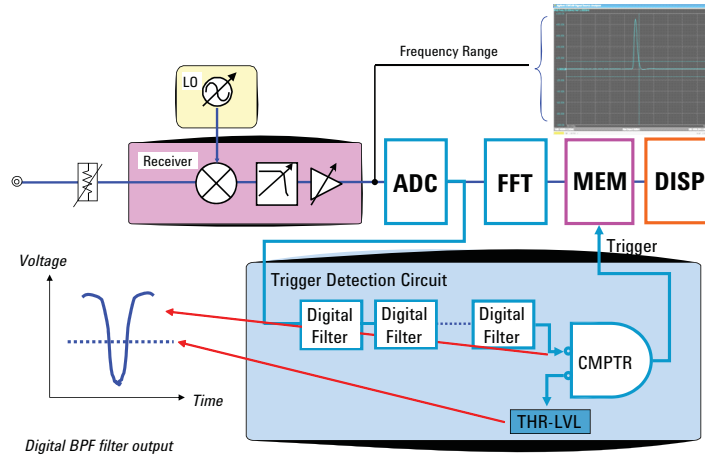 Frequency Range
LO
Receiver
ADC
FFT
MEM
DISP
Trigger
Voltage
Trigger Detection Circuit
Digital
Filter
Digital
Filter
Digital
Filter
CMPTR
THR-LVL
Time
Digital BPF filter output